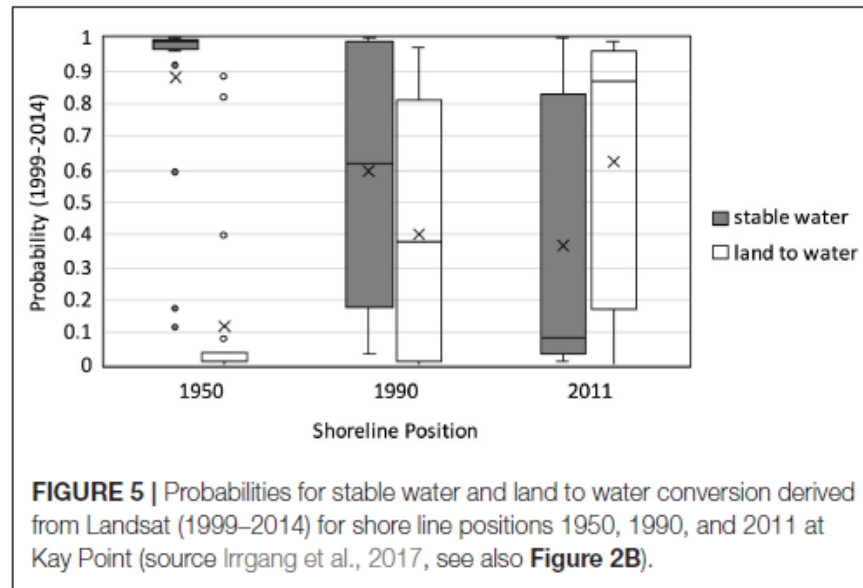 1
0.9
0.8
0.7
0.6
0.5
0.4
0.3
0.2
0.1
0
Probability (1999-2014)
1950
1990
2011
Shoreline Position
stable water
land to water
FIGURE 5 | Probabilities for stable water and land to water conversion derived
from Landsat (1999–2014) for shore line positions 1950, 1990, and 2011 at
Kay Point (source Irrgang et al., 2017, see also Figure 2B).